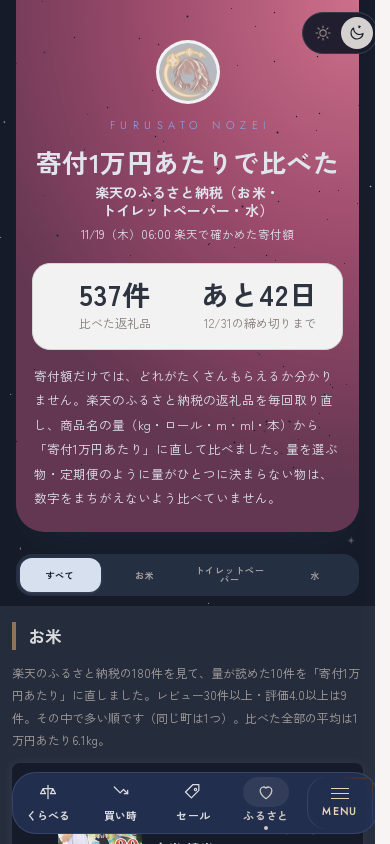 FURUSATO NOZEI
寄付1万円あたりで比べた
楽天のふるさと納税（お米・
トイレットペーパー・水）
11/19（木）06:00 楽天で確かめた寄付額
537件
あと42日
比べた返礼品
12/31の締め切りまで
寄付額だけでは、どれがたくさんもらえるか分かり
ません。楽天のふるさと納税の返礼品を毎回取り直
し、商品名の量（kg・ロール・m・ml・本）から
「寄付1万円あたり」に直して比べました。量を選ぶ
物・定期便のように量がひとつに決まらない物は、
数字をまちがえないよう比べていません。
すべて
お米
トイレットペー
パー
水
お米
楽天のふるさと納税の180件を見て、量が読めた10件を「寄付1万
円あたり」に直しました。レビュー30件以上・評価4.0以上は9
件。その中で多い順です（同じ町は1つ）。比べた全部の平均は1
万円あたり6.1kg。
くらべる
買い時
セール
ふるさと
MENU